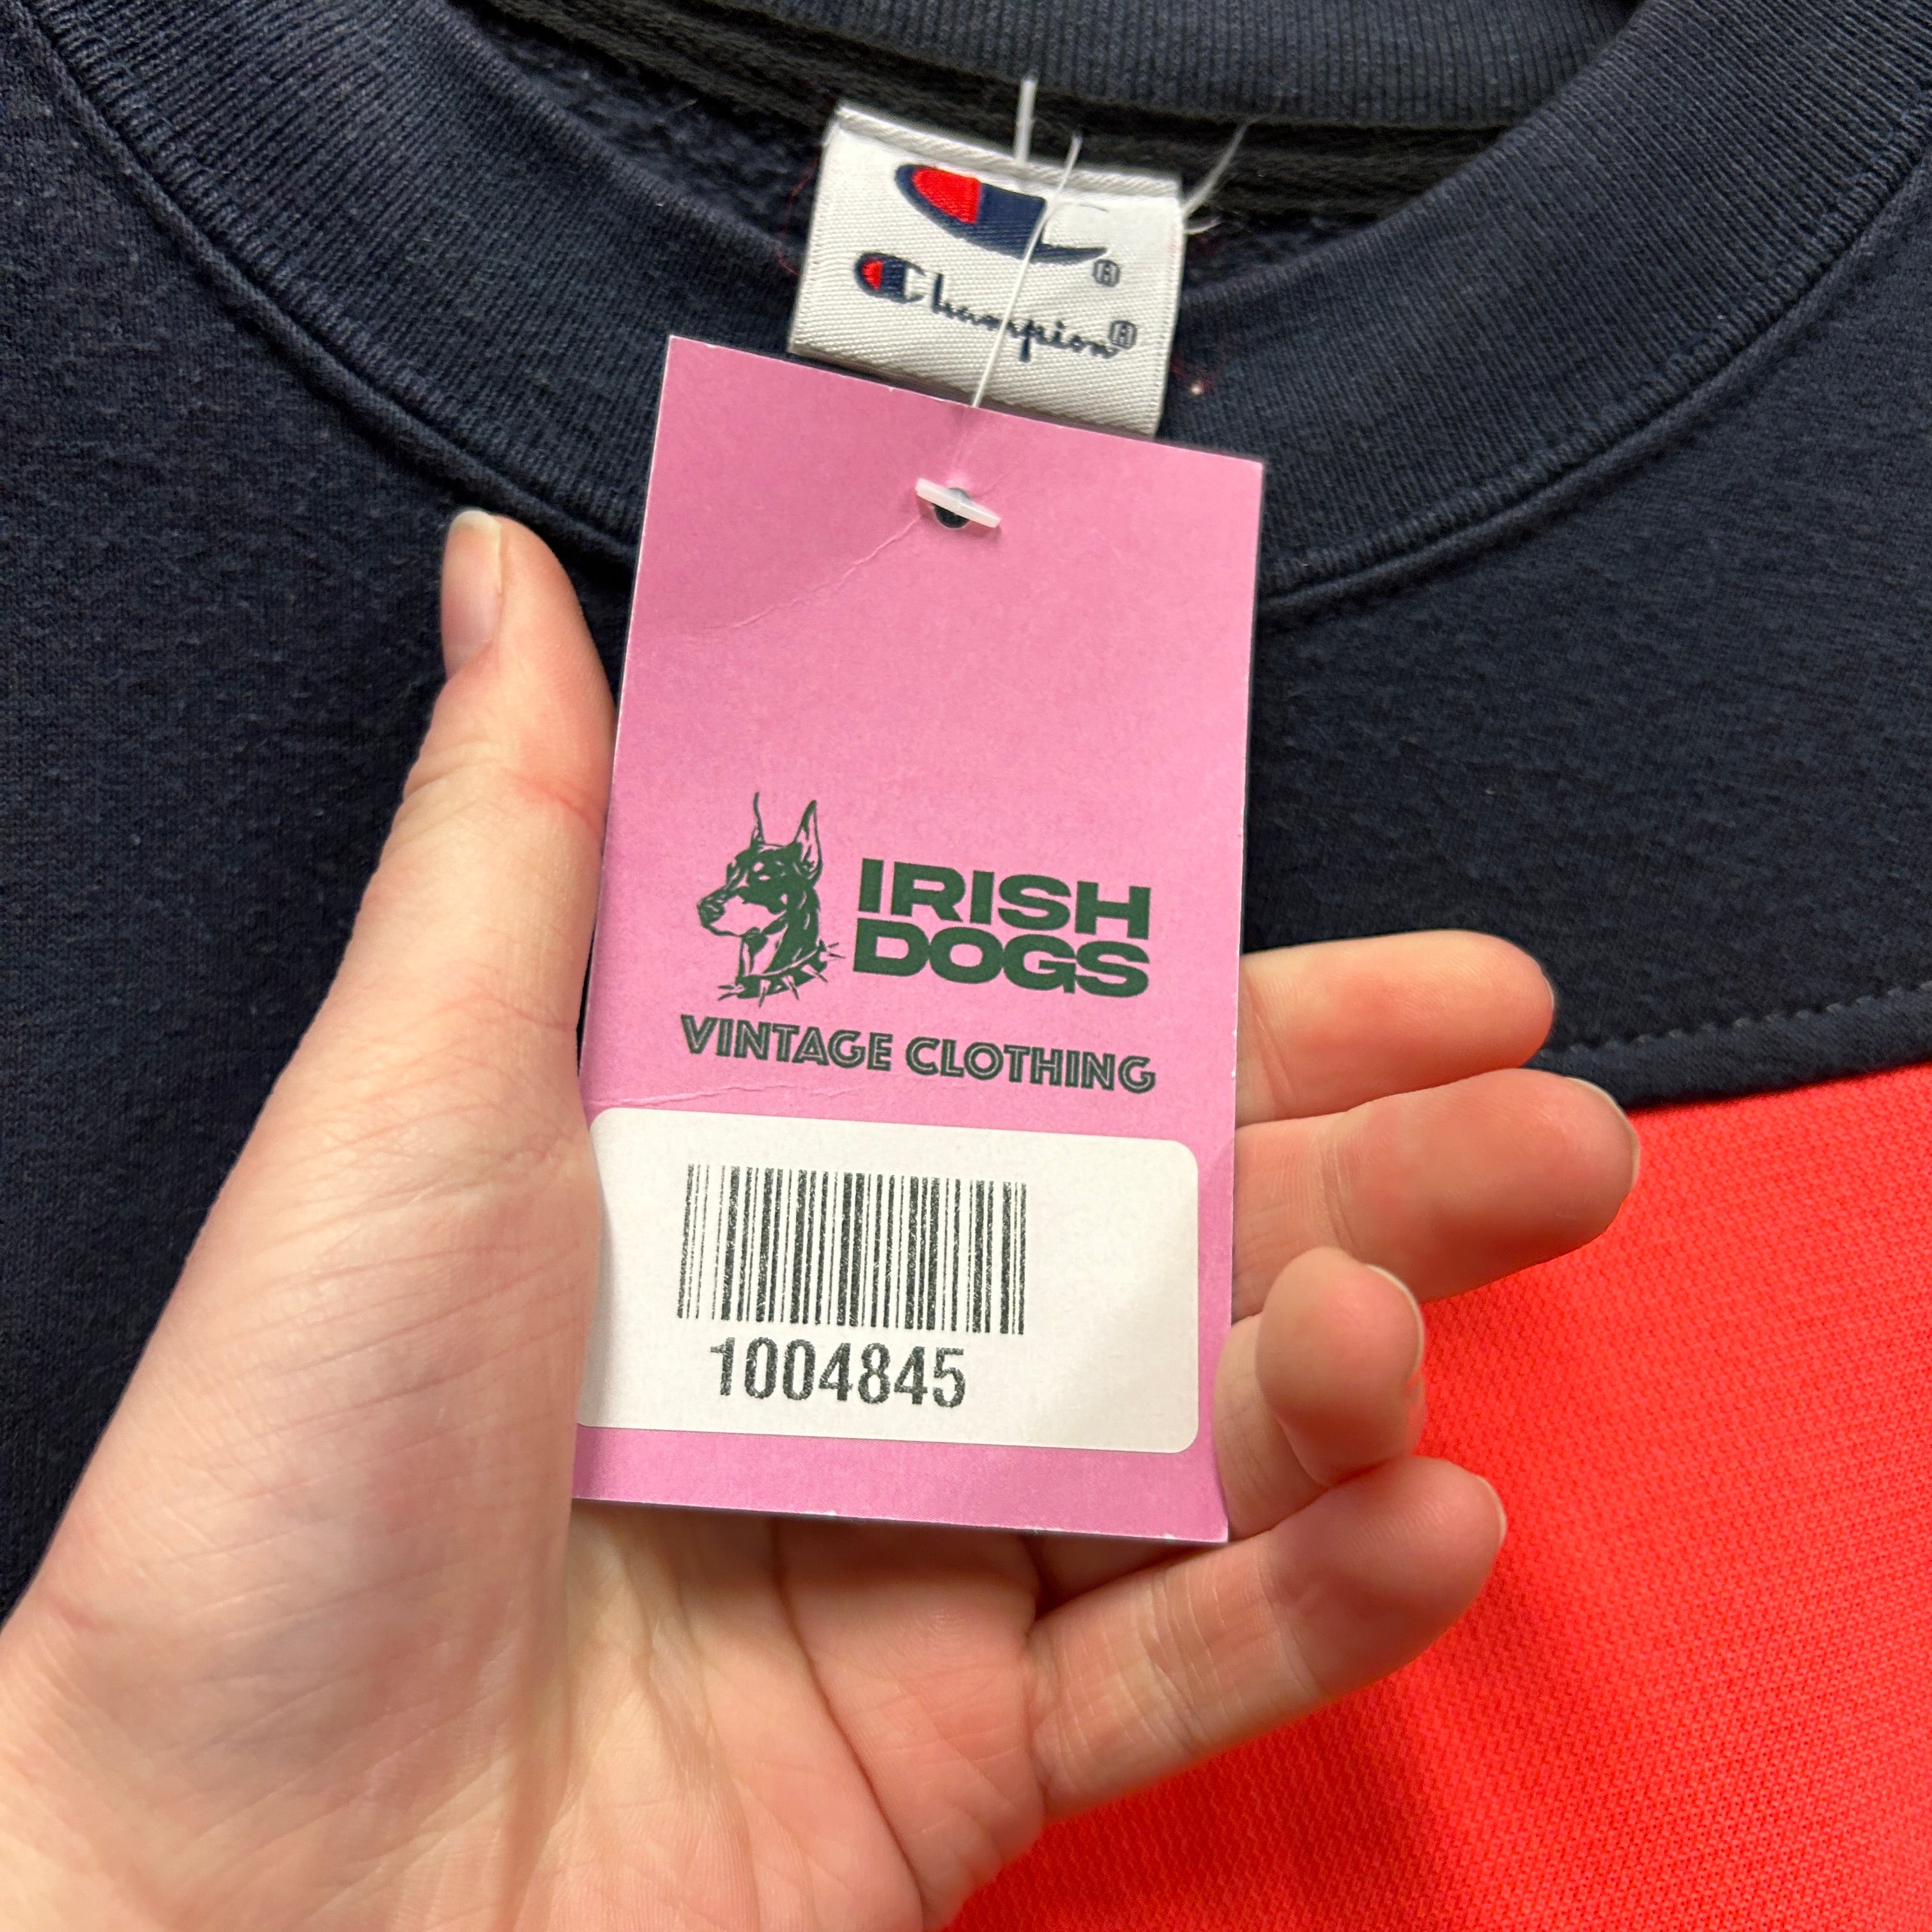 Champion®
IRISH
DOGS
VINTAGE CLOTHING
1004845